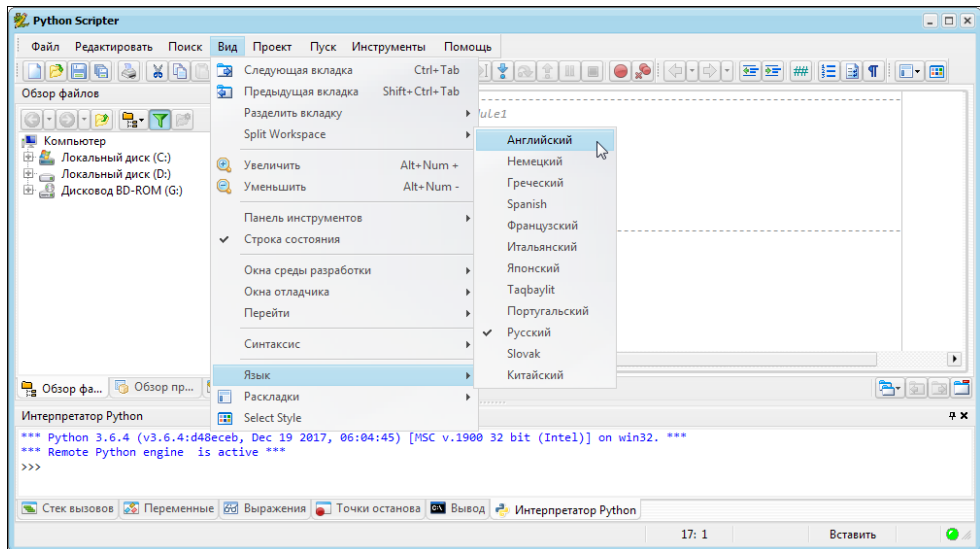 Python Scripter
Файл Редактировать Поиск Вид Проект Пуск Инструменты Помощь
Обзор файлов
Компьютер
Локальный диск (C:)
Локальный диск (D:)
Дисковод BD-ROM (G:)
Следующая вкладка Ctrl+Tab
Предыдущая вкладка Shift+Ctrl+Tab
Разделить вкладку
Split Workspace
Увеличить Alt+Num +
Уменьшить Alt+Num -
Панель инструментов
Строка состояния
Окна среды разработки
Окна отладчика
Перейти
Синтаксис
Язык
Раскладки
Select Style
ule1
Английский
Немецкий
Греческий
Spanish
Французский
Итальянский
Японский
Taqbaylit
Португальский
Русский
Slovak
Китайский
Обзор фа... Обзор пр...
Интерпретатор Python
*** Python 3.6.4 (v3.6.4:d48eceb, Dec 19 2017, 06:04:45) [MSC v.1900 32 bit (Intel)] on win32. ***
*** Remote Python engine is active ***
>>>
Стек вызовов Переменные Выражения Точки останова Вывод Интерпретатор Python
17: 1 Вставить